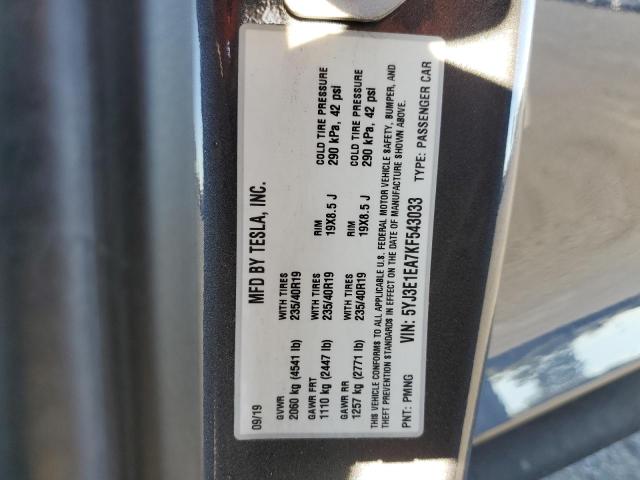 09/19 MFD BY TESLA, INC.
GVWR WITH TIRES
2060 kg (4541 lb) 235/40R19
GAWR FRT WITH TIRES RIM COLD TIRE PRESSURE
1110 kg (2447 lb) 235/40R19 19X8.5 J 290 kPa, 42 psi
GAWR RR WITH TIRES RIM COLD TIRE PRESSURE
1257 kg (2771 lb) 235/40R19 19X8.5 J 290 kPa, 42 psi
THIS VEHICLE CONFORMS TO ALL APPLICABLE U.S. FEDERAL MOTOR VEHICLE SAFETY, BUMPER, AND
THEFT PREVENTION STANDARDS IN EFFECT ON THE DATE OF MANUFACTURE SHOWN ABOVE.
PNT: PMNG VIN: 5YJ3E1EA7KF543033 TYPE: PASSENGER CAR